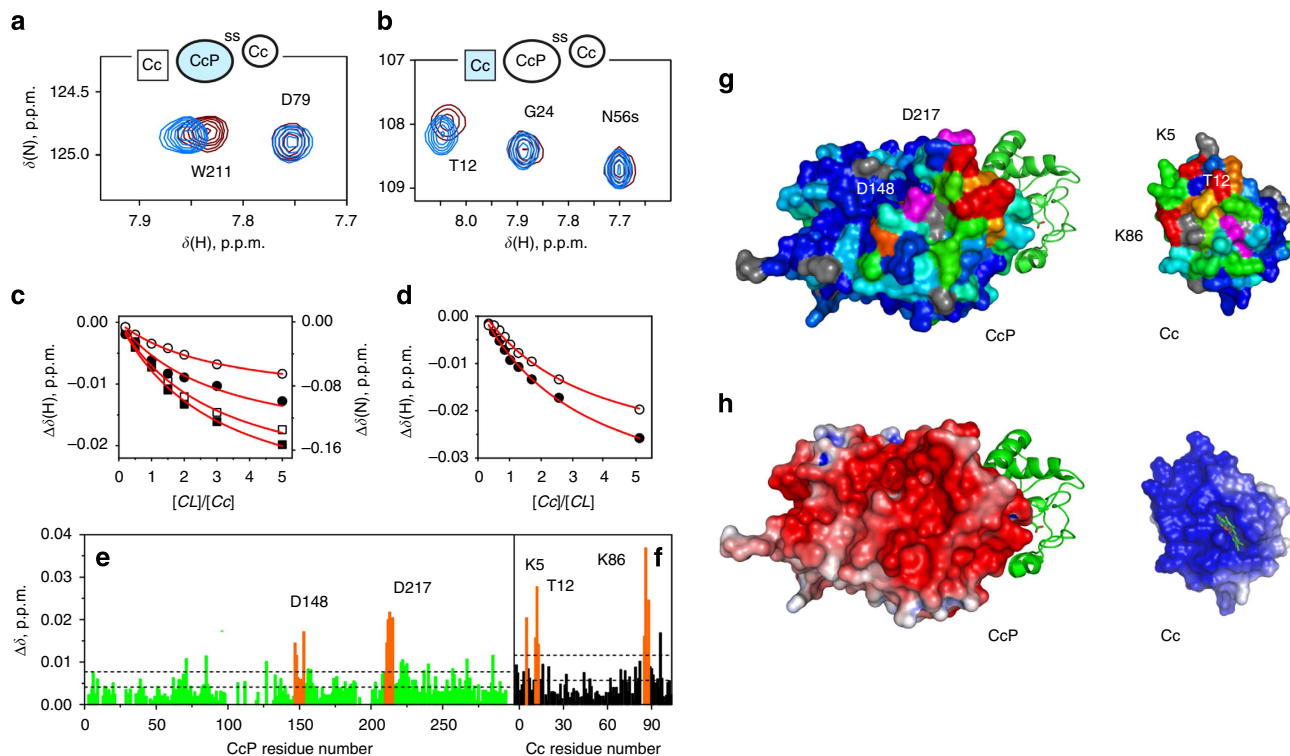 a
Cc
CcP
ss
Cc
124.5
125.0
δ(N), p.p.m.
D79
W211
7.9
7.8
7.7
δ(H), p.p.m.
b
Cc
CcP
ss
Cc
107
108
109
T12
G24
N56s
8.0
7.9
7.8
7.7
δ(H), p.p.m.
c
0.00
−0.01
−0.02
Δδ(H), p.p.m.
0.00
−0.08
−0.16
Δδ(N), p.p.m.
0
1
2
3
4
5
[CL]/[Cc]
d
0.00
−0.01
−0.02
−0.03
Δδ(H), p.p.m.
0
1
2
3
4
5
[Cc]/[CL]
e
0.04
0.03
0.02
0.01
0.00
Δδ, p.p.m.
D148
D217
0
50
100
150
200
250
CcP residue number
f
K5
T12
K86
0
30
60
90
Cc residue number
g
D217
D148
CcP
K5
T12
K86
Cc
h
CcP
Cc